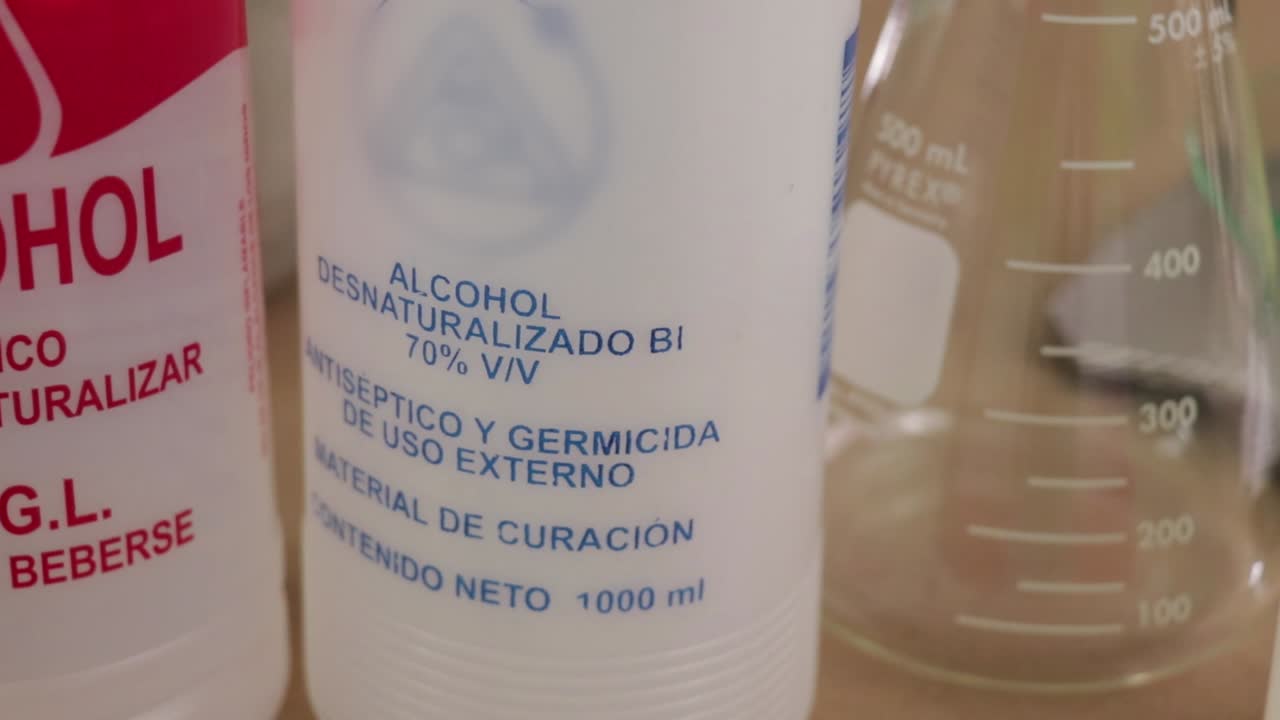 OHOL
ICO
TURALIZAR
G.L.
BEBERSE
ALCOHOL
DESNATURALIZADO BI
70% V/V
ANTISÉPTICO Y GERMICIDA
DE USO EXTERNO
MATERIAL DE CURACIÓN
CONTENIDO NETO 1000 ml
500 mL
± 5%
500 mL
PYREX®
400
300
200
100